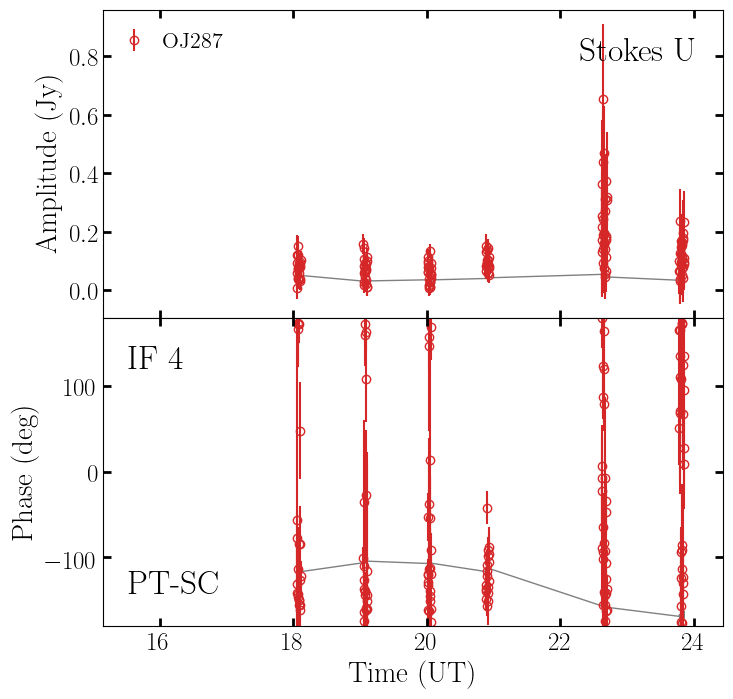 OJ287
Stokes U
0.8
0.6
0.4
0.2
0.0
Amplitude (Jy)
IF 4
100
0
−100
Phase (deg)
PT-SC
16 18 20 22 24
Time (UT)